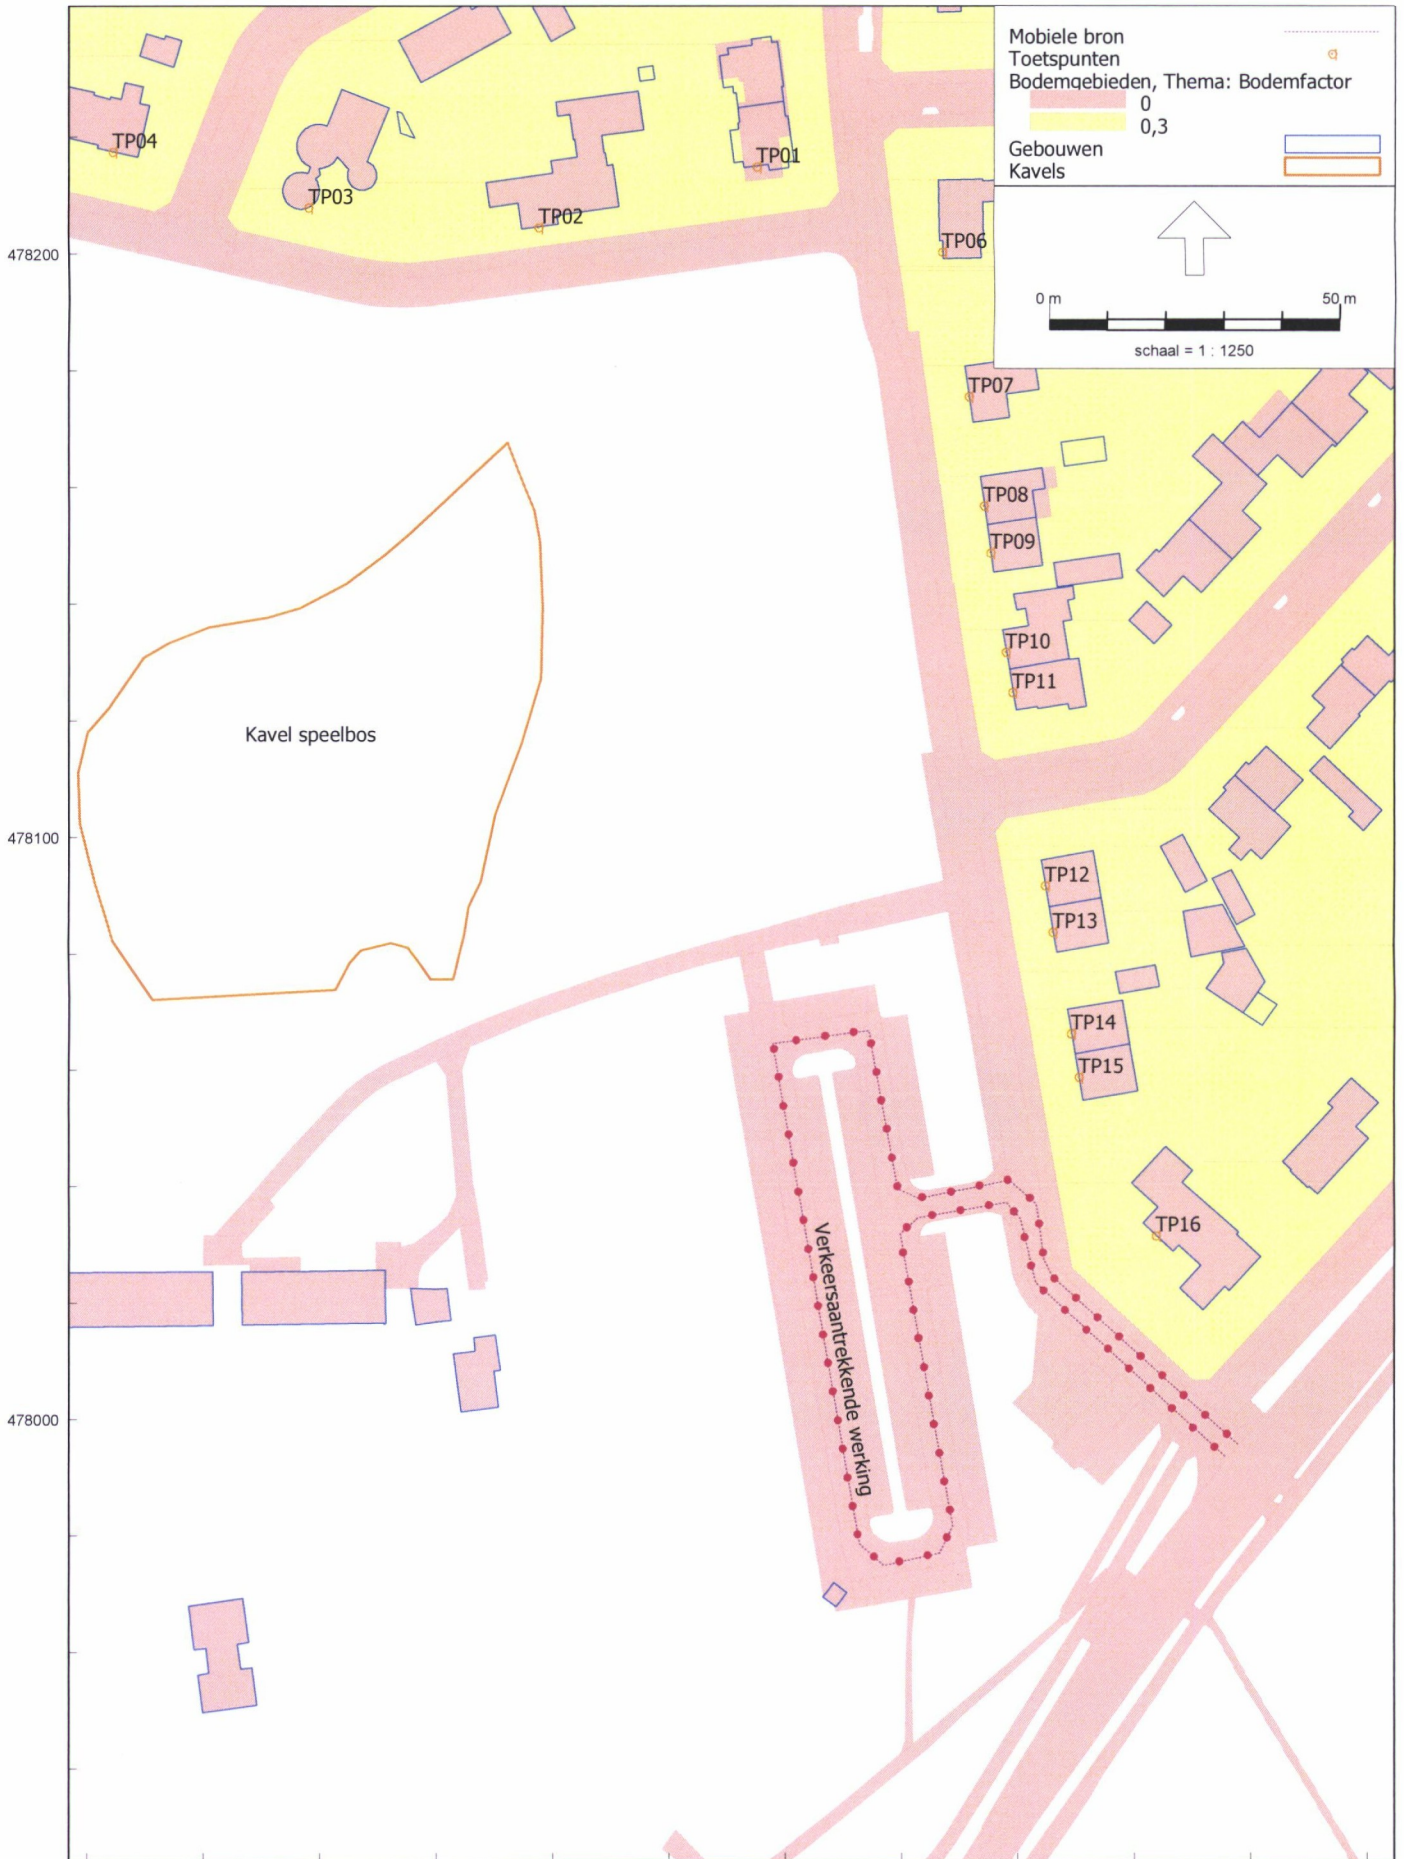 Mobiele bron
Toetspunten
Bodemgebieden, Thema: Bodemfactor
0
0,3
Gebouwen
Kavels
0 m
50 m
schaal = 1 : 1250
TP04
TP03
TP02
TP01
TP06
478200
TP07
TP08
TP09
TP10
TP11
Kavel speelbos
478100
TP12
TP13
TP14
TP15
TP16
Verkeersaantrekkende werking
478000